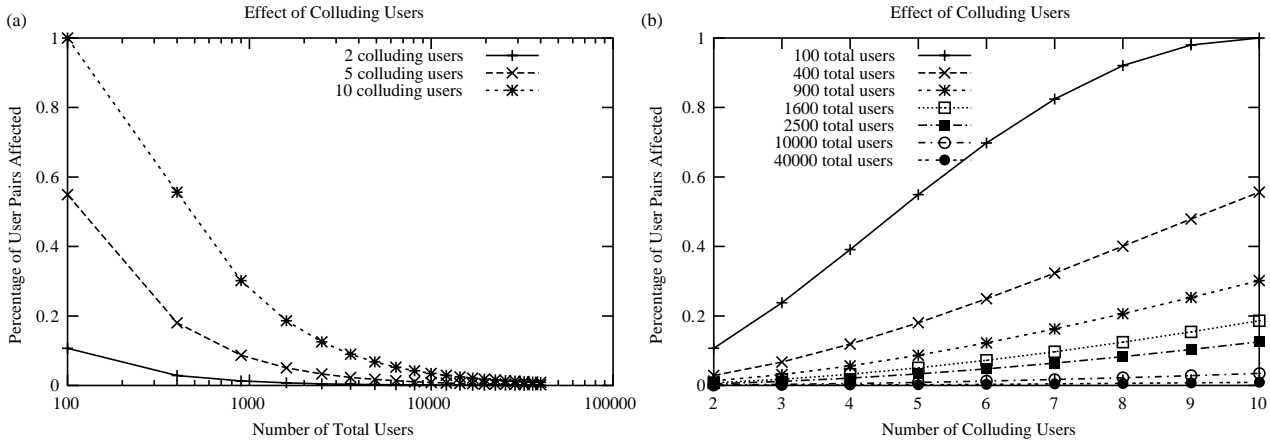 (a)
Effect of Colluding Users
Percentage of User Pairs Affected
1
0.8
0.6
0.4
0.2
0
2 colluding users
5 colluding users
10 colluding users
100
1000
10000
100000
Number of Total Users
(b)
Effect of Colluding Users
Percentage of User Pairs Affected
1
0.8
0.6
0.4
0.2
0
100 total users
400 total users
900 total users
1600 total users
2500 total users
10000 total users
40000 total users
2
3
4
5
6
7
8
9
10
Number of Colluding Users